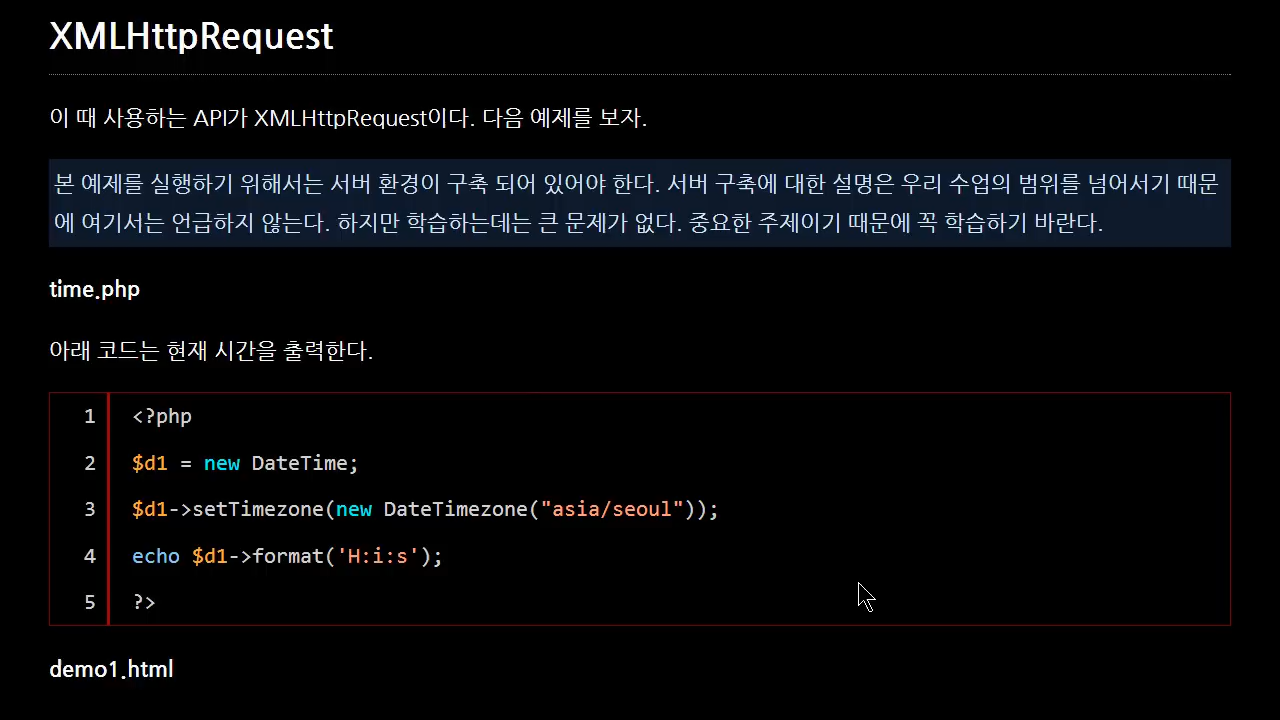 XMLHttpRequest
이 때 사용하는 API가 XMLHttpRequest이다. 다음 예제를 보자.
본 예제를 실행하기 위해서는 서버 환경이 구축 되어 있어야 한다. 서버 구축에 대한 설명은 우리 수업의 범위를 넘어서기 때문
에 여기서는 언급하지 않는다. 하지만 학습하는데는 큰 문제가 없다. 중요한 주제이기 때문에 꼭 학습하기 바란다.
time.php
아래 코드는 현재 시간을 출력한다.
1 <?php
2 $d1 = new DateTime;
3 $d1->setTimezone(new DateTimezone("asia/seoul"));
4 echo $d1->format('H:i:s');
5 ?>
demo1.html